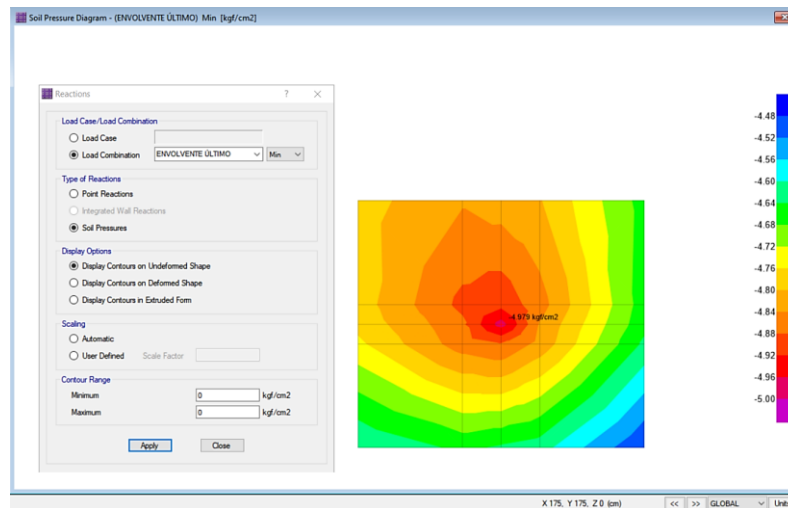 Soil Pressure Diagram - (ENVOLVENTE ÚLTIMO) Min [kgf/cm2]
Reactions
? ×
Load Case/Load Combination
Load Case
Load Combination ENVOLVENTE ÚLTIMO Min
Type of Reactions
Point Reactions
Integrated Wall Reactions
Soil Pressures
Display Options
Display Contours on Undeformed Shape
Display Contours on Deformed Shape
Display Contours in Extruded Form
Scaling
Automatic
User Defined Scale Factor
Contour Range
Minimum 0 kgf/cm2
Maximum 0 kgf/cm2
Apply Close
-4.979 kgf/cm2
-4.48
-4.52
-4.56
-4.60
-4.64
-4.68
-4.72
-4.76
-4.80
-4.84
-4.88
-4.92
-4.96
-5.00
X 175, Y 175, Z 0 (cm) << >> GLOBAL Units